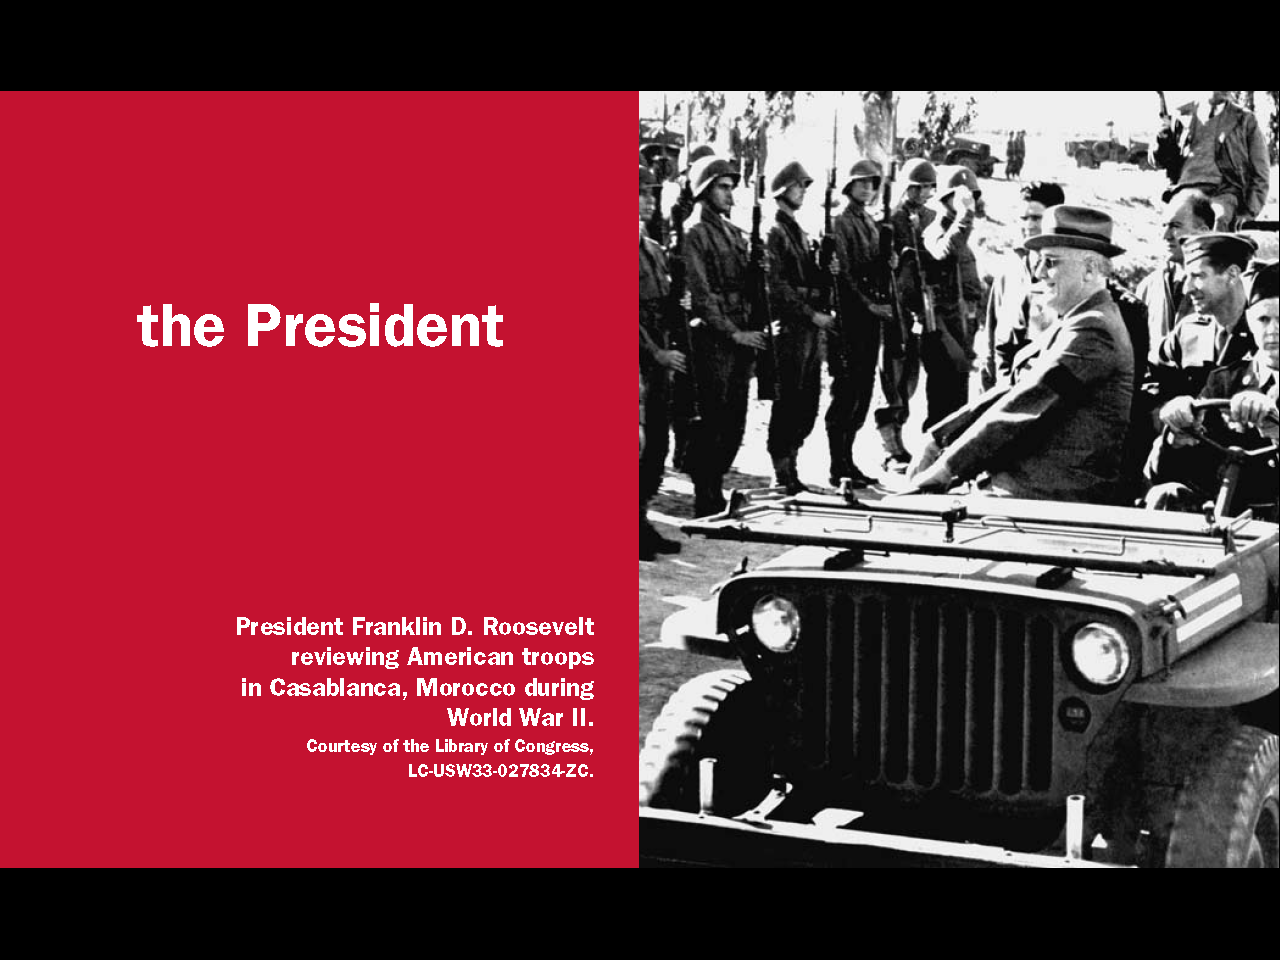 the President
President Franklin D. Roosevelt
reviewing American troops
in Casablanca, Morocco during
World War II.
Courtesy of the Library of Congress,
LC-USW33-027834-ZC.